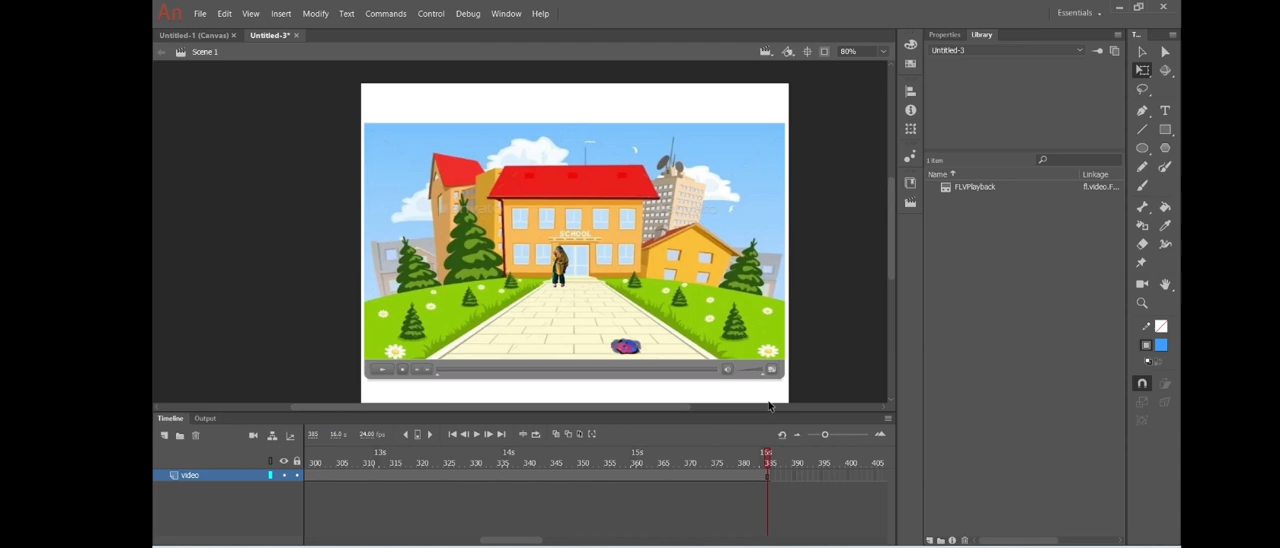 An File Edit View Insert Modify Text Commands Control Debug Window Help Essentials
Untitled-1 (Canvas) × Untitled-3* ×
Scene 1 80%
Properties Library
Untitled-3
1 item
Name Linkage
FLVPlayback fl.video.F...
SCHOOL
Timeline Output
385 16.0 s 24.00 fps
13s 14s 15s 16s
300 305 310 315 320 325 330 335 340 345 350 355 360 365 370 375 380 385 390 395 400 405
video